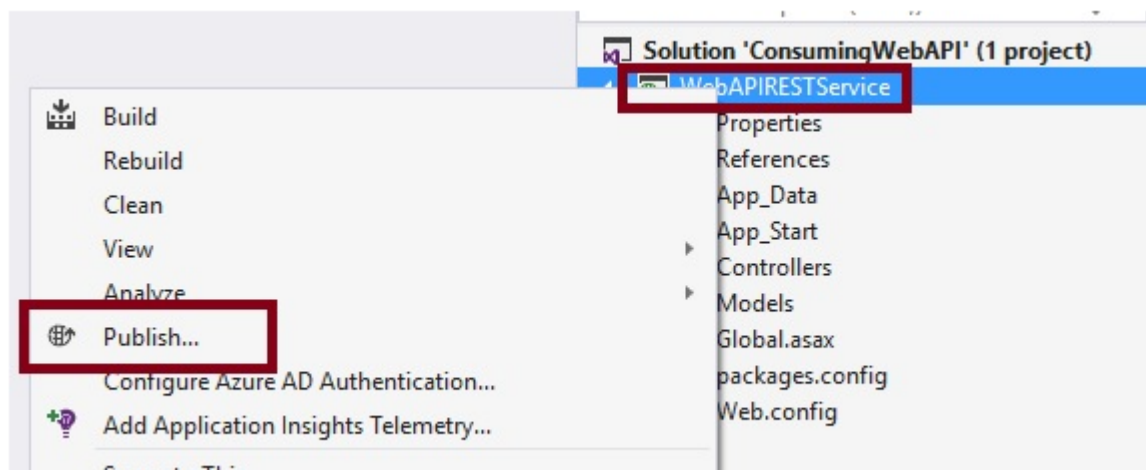 Solution 'ConsumingWebAPI' (1 project)
WebAPIRESTService
Properties
References
App_Data
App_Start
Controllers
Models
Global.asax
packages.config
Web.config
Build
Rebuild
Clean
View
Analyze
Publish...
Configure Azure AD Authentication...
Add Application Insights Telemetry...